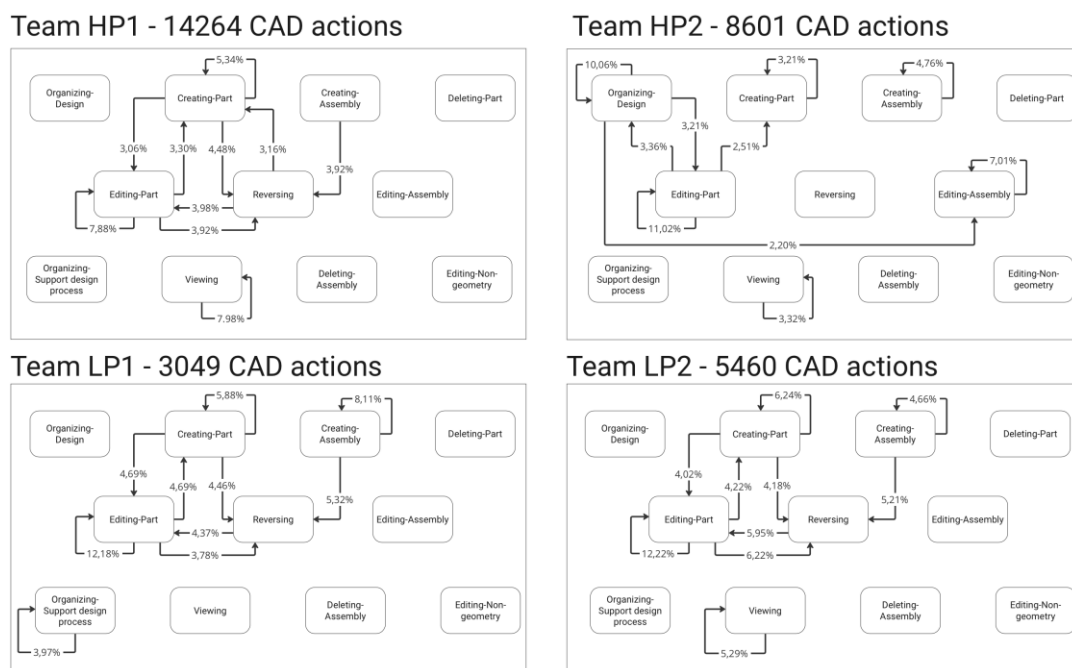 Team HP1 - 14264 CAD actions
5,34%
Organizing-
Design
Creating-Part
Creating-
Assembly
Deleting-Part
3,06%
3,30%
4,48%
3,16%
3,92%
Editing-Part
3,98%
Reversing
Editing-Assembly
7,88%
3,92%
Organizing-
Support design
process
Viewing
Deleting-
Assembly
Editing-Non-
geometry
7.98%
Team HP2 - 8601 CAD actions
10,06%
3,21%
4,76%
Organizing-
Design
Creating-Part
Creating-
Assembly
Deleting-Part
3,21%
3,36%
2,51%
7,01%
Editing-Part
Reversing
Editing-Assembly
11,02%
2,20%
Organizing-
Support design
process
Viewing
Deleting-
Assembly
Editing-Non-
geometry
3,32%
Team LP1 - 3049 CAD actions
5,88%
8,11%
Organizing-
Design
Creating-Part
Creating-
Assembly
Deleting-Part
4,69%
4,69%
4,46%
5,32%
Editing-Part
4,37%
Reversing
Editing-Assembly
12,18%
3,78%
Organizing-
Support design
process
Viewing
Deleting-
Assembly
Editing-Non-
geometry
3,97%
Team LP2 - 5460 CAD actions
6,24%
4,66%
Organizing-
Design
Creating-Part
Creating-
Assembly
Deleting-Part
4,02%
4,22%
4,18%
5,21%
Editing-Part
5,95%
Reversing
Editing-Assembly
12,22%
6,22%
Organizing-
Support design
process
Viewing
Deleting-
Assembly
Editing-Non-
geometry
5,29%